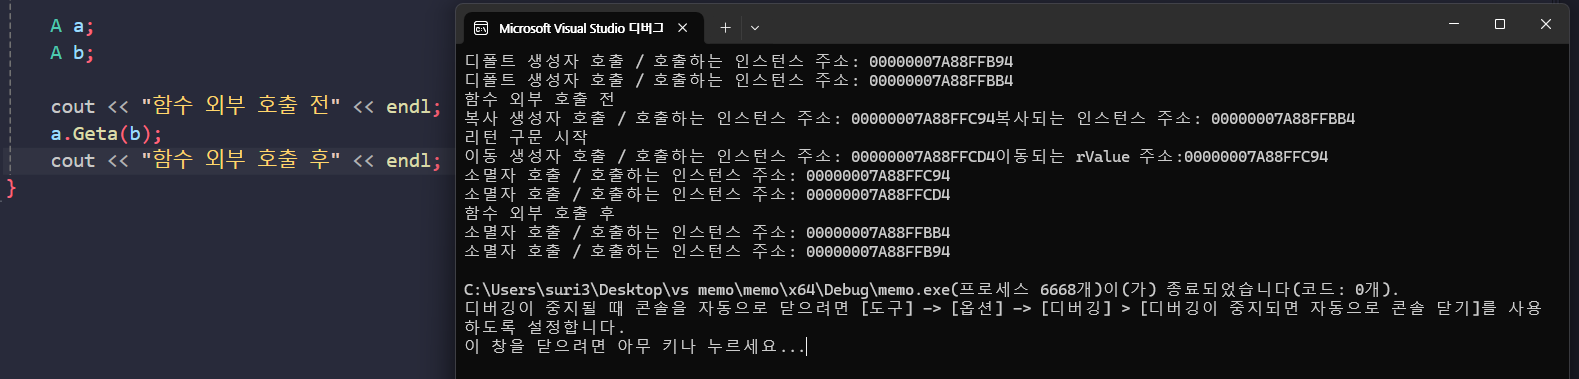 A a;
A b;
cout << "함수 외부 호출 전" << endl;
a.Geta(b);
cout << "함수 외부 호출 후" << endl;
}
Microsoft Visual Studio 디버그
디폴트 생성자 호출 / 호출하는 인스턴스 주소: 00000007A88FFB94
디폴트 생성자 호출 / 호출하는 인스턴스 주소: 00000007A88FFBB4
함수 외부 호출 전
복사 생성자 호출 / 호출하는 인스턴스 주소: 00000007A88FFC94복사되는 인스턴스 주소: 00000007A88FFBB4
리턴 구문 시작
이동 생성자 호출 / 호출하는 인스턴스 주소: 00000007A88FFCD4이동되는 rValue 주소:00000007A88FFC94
소멸자 호출 / 호출하는 인스턴스 주소: 00000007A88FFC94
소멸자 호출 / 호출하는 인스턴스 주소: 00000007A88FFCD4
함수 외부 호출 후
소멸자 호출 / 호출하는 인스턴스 주소: 00000007A88FFBB4
소멸자 호출 / 호출하는 인스턴스 주소: 00000007A88FFB94
C:\Users\suri3\Desktop\vs memo\memo\x64\Debug\memo.exe(프로세스 6668개)이(가) 종료되었습니다(코드: 0개).
디버깅이 중지될 때 콘솔을 자동으로 닫으려면 [도구] -> [옵션] -> [디버깅] > [디버깅이 중지되면 자동으로 콘솔 닫기]를 사용
하도록 설정합니다.
이 창을 닫으려면 아무 키나 누르세요...